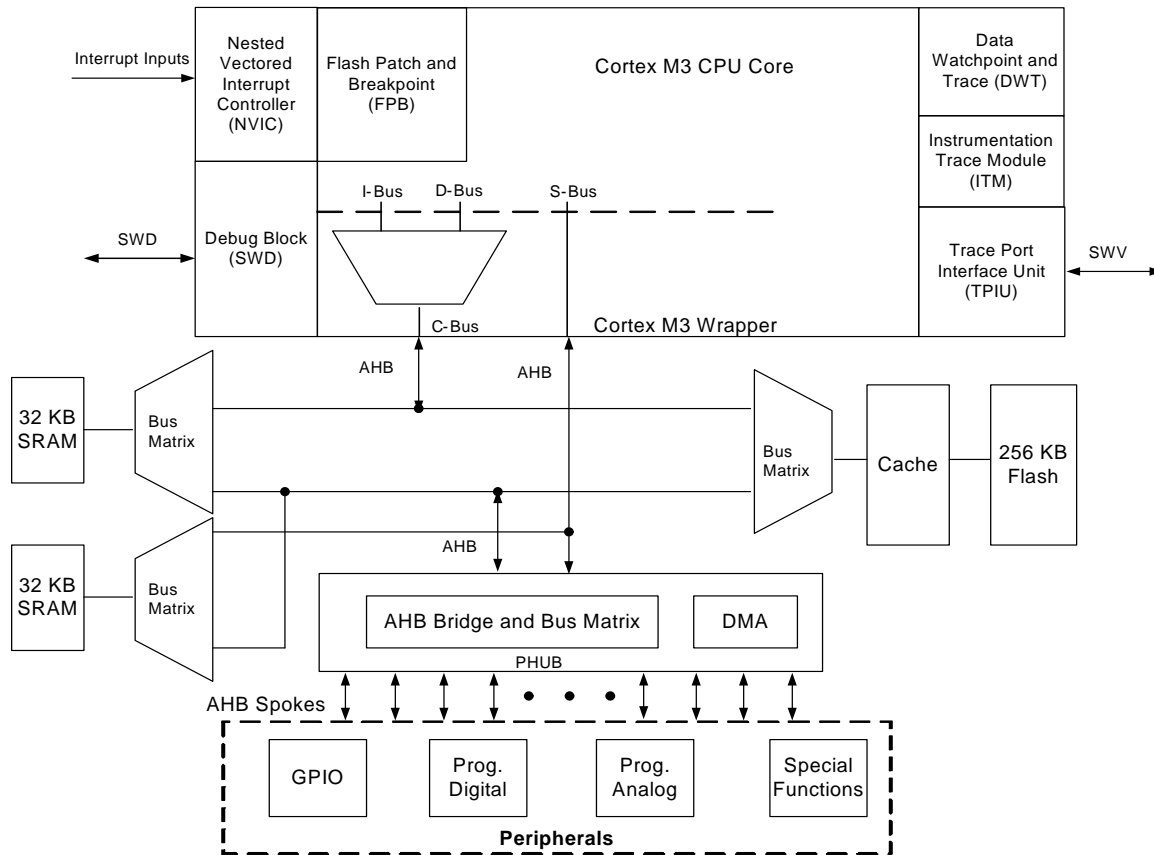 Interrupt Inputs
Nested
Vectored
Interrupt
Controller
(NVIC)
Flash Patch and
Breakpoint
(FPB)
Cortex M3 CPU Core
Data
Watchpoint and
Trace (DWT)
Instrumentation
Trace Module
(ITM)
I-Bus
D-Bus
S-Bus
SWD
Debug Block
(SWD)
Trace Port
Interface Unit
(TPIU)
SWV
C-Bus
Cortex M3 Wrapper
AHB
AHB
32 KB
SRAM
Bus
Matrix
Bus
Matrix
Cache
256 KB
Flash
AHB
32 KB
SRAM
Bus
Matrix
AHB Bridge and Bus Matrix
DMA
PHUB
AHB Spokes
GPIO
Prog.
Digital
Prog.
Analog
Special
Functions
Peripherals